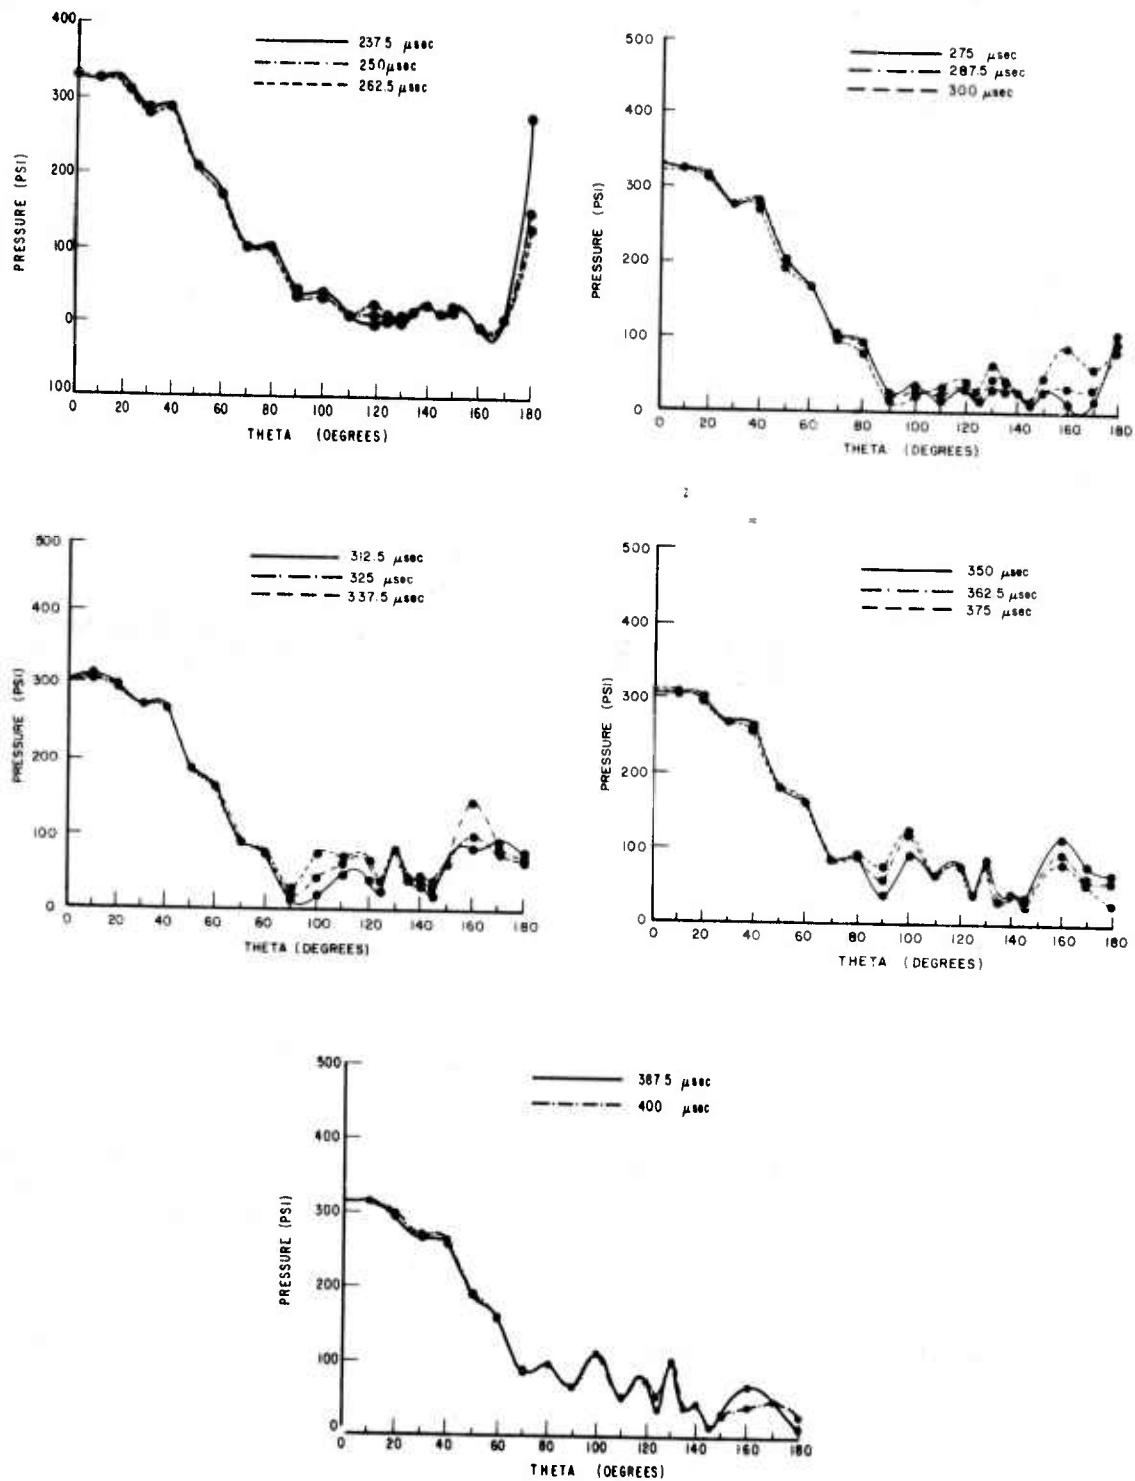 400
300
200
100
0
100
PRESSURE (PSI)
237.5 μsec
250 μsec
262.5 μsec
0 20 40 60 80 100 120 140 160 180
THETA (DEGREES)
500
400
300
200
100
0
PRESSURE (PSI)
275 μsec
287.5 μsec
300 μsec
0 20 40 60 80 100 120 140 160 180
THETA (DEGREES)
500
400
300
200
100
0
PRESSURE (PSI)
312.5 μsec
325 μsec
337.5 μsec
0 20 40 60 80 100 120 140 160 180
THETA (DEGREES)
500
400
300
200
100
0
PRESSURE (PSI)
350 μsec
362.5 μsec
375 μsec
0 20 40 60 80 100 120 140 160 180
THETA (DEGREES)
500
400
300
200
100
0
PRESSURE (PSI)
387.5 μsec
400 μsec
0 20 40 60 80 100 120 140 160 180
THETA (DEGREES)